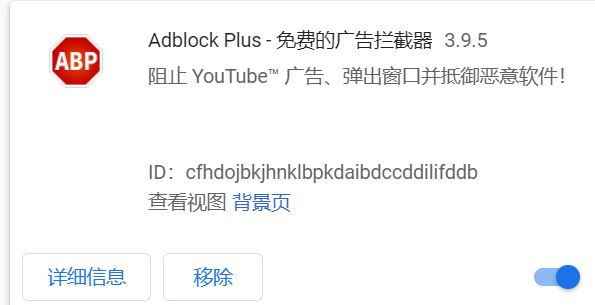 ABP
Adblock Plus - 免费的广告拦截器 3.9.5
阻止 YouTube™ 广告、弹出窗口并抵御恶意软件！
ID：cfhdojbkjhnklbpkdaibdccddilifddb
查看视图 背景页
详细信息 移除